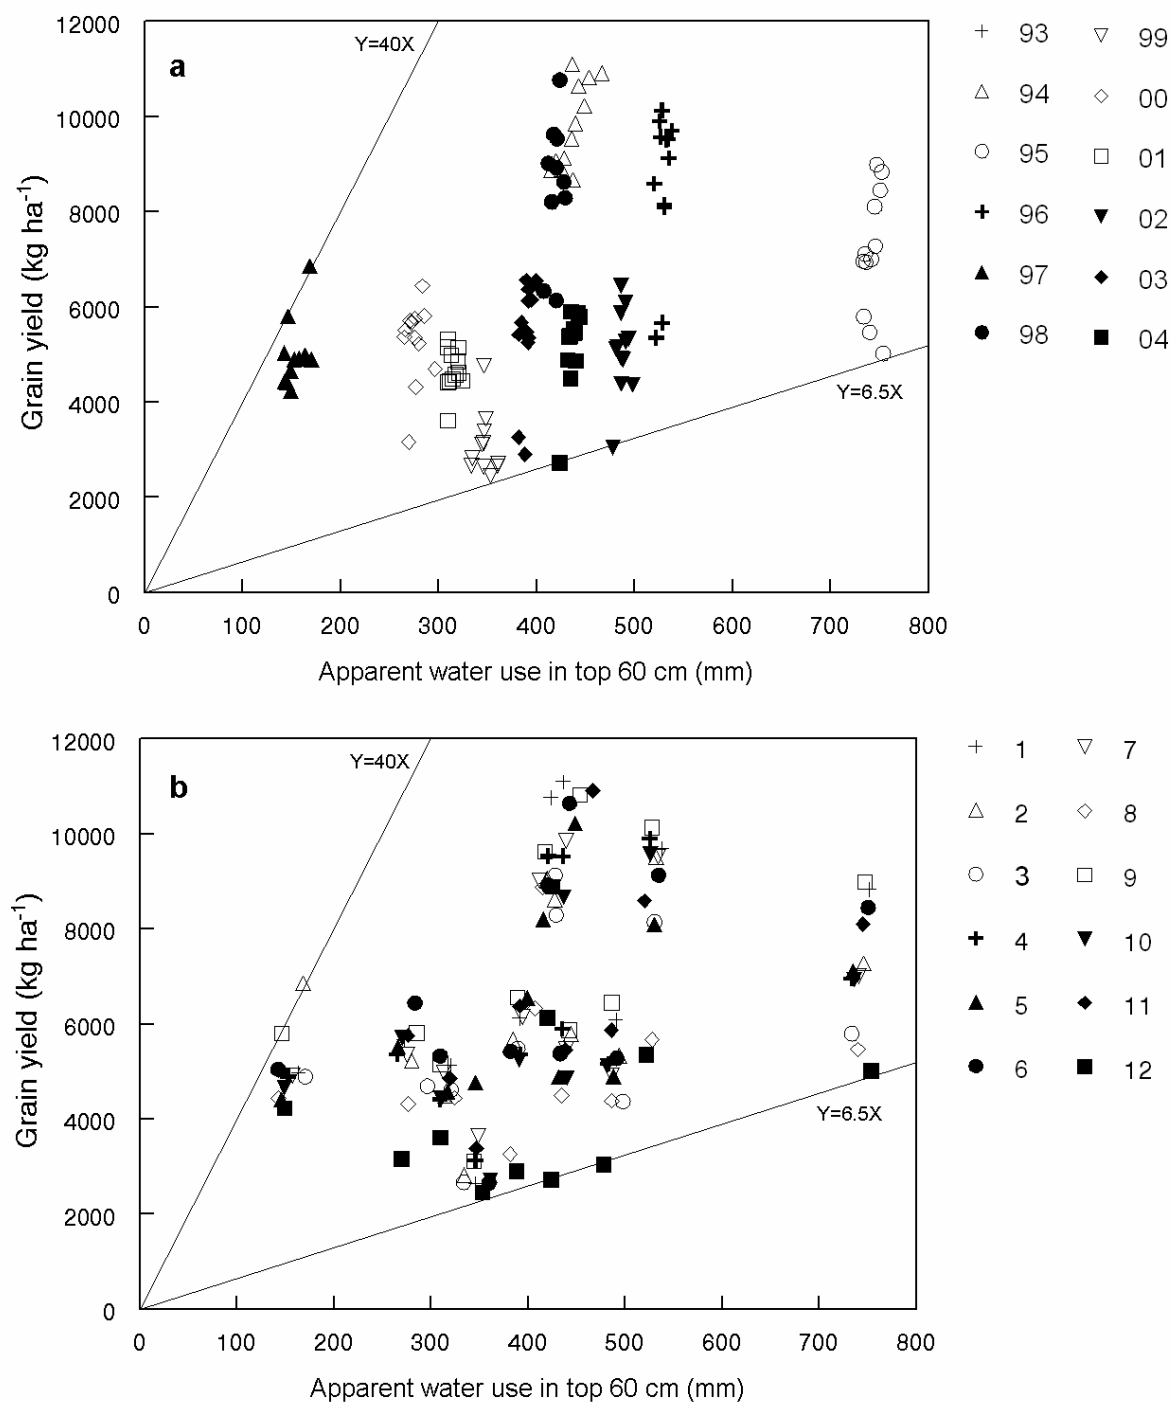 12000
10000
8000
6000
4000
2000
0
Grain yield (kg ha-1)
a
Y=40X
Y=6.5X
0 100 200 300 400 500 600 700 800
Apparent water use in top 60 cm (mm)
93 99
94 00
95 01
96 02
97 03
98 04
12000
10000
8000
6000
4000
2000
0
Grain yield (kg ha-1)
b
Y=40X
Y=6.5X
0 100 200 300 400 500 600 700 800
Apparent water use in top 60 cm (mm)
1 7
2 8
3 9
4 10
5 11
6 12